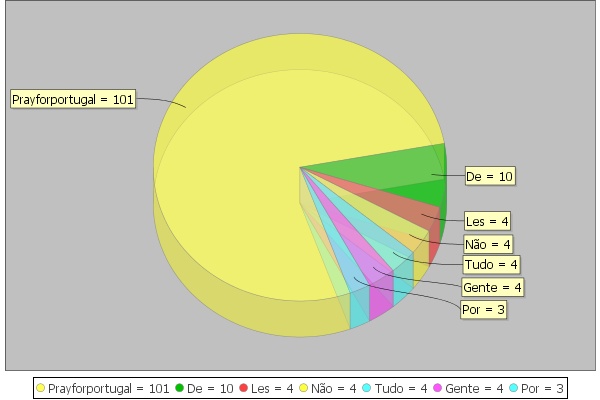 Prayforportugal = 101
De = 10
Les = 4
Não = 4
Tudo = 4
Gente = 4
Por = 3
Prayforportugal = 101 De = 10 Les = 4 Não = 4 Tudo = 4 Gente = 4 Por = 3